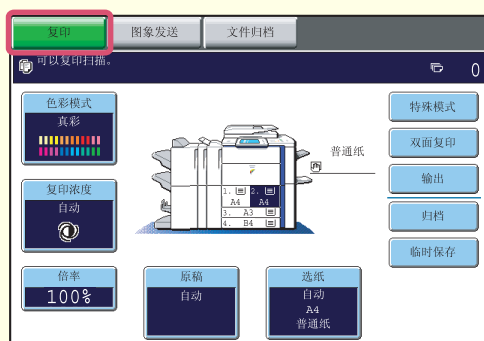 复印 图象发送 文件归档
可以复印扫描。 0
色彩模式
真彩
特殊模式
双面复印
普通纸
输出
复印浓度
自动
1. 2.
A4 A4
3. A3
4. B4
归档
临时保存
倍率
100%
原稿
自动
选纸
自动
A4
普通纸